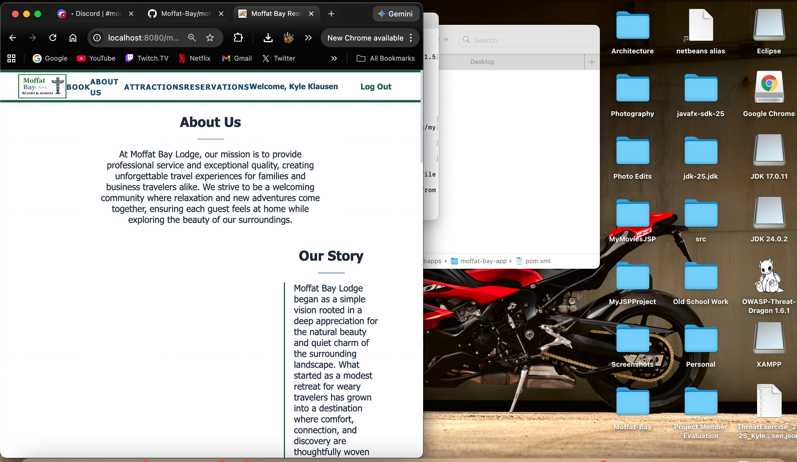 • Discord | #mo
Moffat-Bay/mof
Moffat Bay Res
Gemini
localhost:8080/m...
New Chrome available
Google
YouTube
Twitch.TV
Netflix
Gmail
Twitter
All Bookmarks
Moffat
Bay
RESORT & MARINA
BOOK
ABOUT US
ATTRACTIONS
RESERVATIONS
Welcome, Kyle Klausen
Log Out
About Us
At Moffat Bay Lodge, our mission is to provide
professional service and exceptional quality, creating
unforgettable travel experiences for families and
business travelers alike. We strive to be a welcoming
community where relaxation and new adventures come
together, ensuring each guest feels at home while
exploring the beauty of our surroundings.
Our Story
Moffat Bay Lodge
began as a simple
vision rooted in a
deep appreciation for
the natural beauty
and quiet charm of
the surrounding
landscape. What
started as a modest
retreat for weary
travelers has grown
into a destination
where comfort,
connection, and
discovery are
thoughtfully woven
Search
Desktop
1.5
/my
ile
from
bapps
moffat-bay-app
pom.xml
Architecture
netbeans alias
Eclipse
Photography
javafx-sdk-25
Google Chrome
Photo Edits
jdk-25.jdk
JDK 17.0.11
MyMoviesJSP
src
JDK 24.0.2
MyJSPProject
Old School Work
OWASP-Threat-
Dragon 1.6.1
Screenshots
Personal
XAMPP
Moffat-Bay
Project Member
Evaluation
ThreatExercise_2
25_Kyle...sen.json